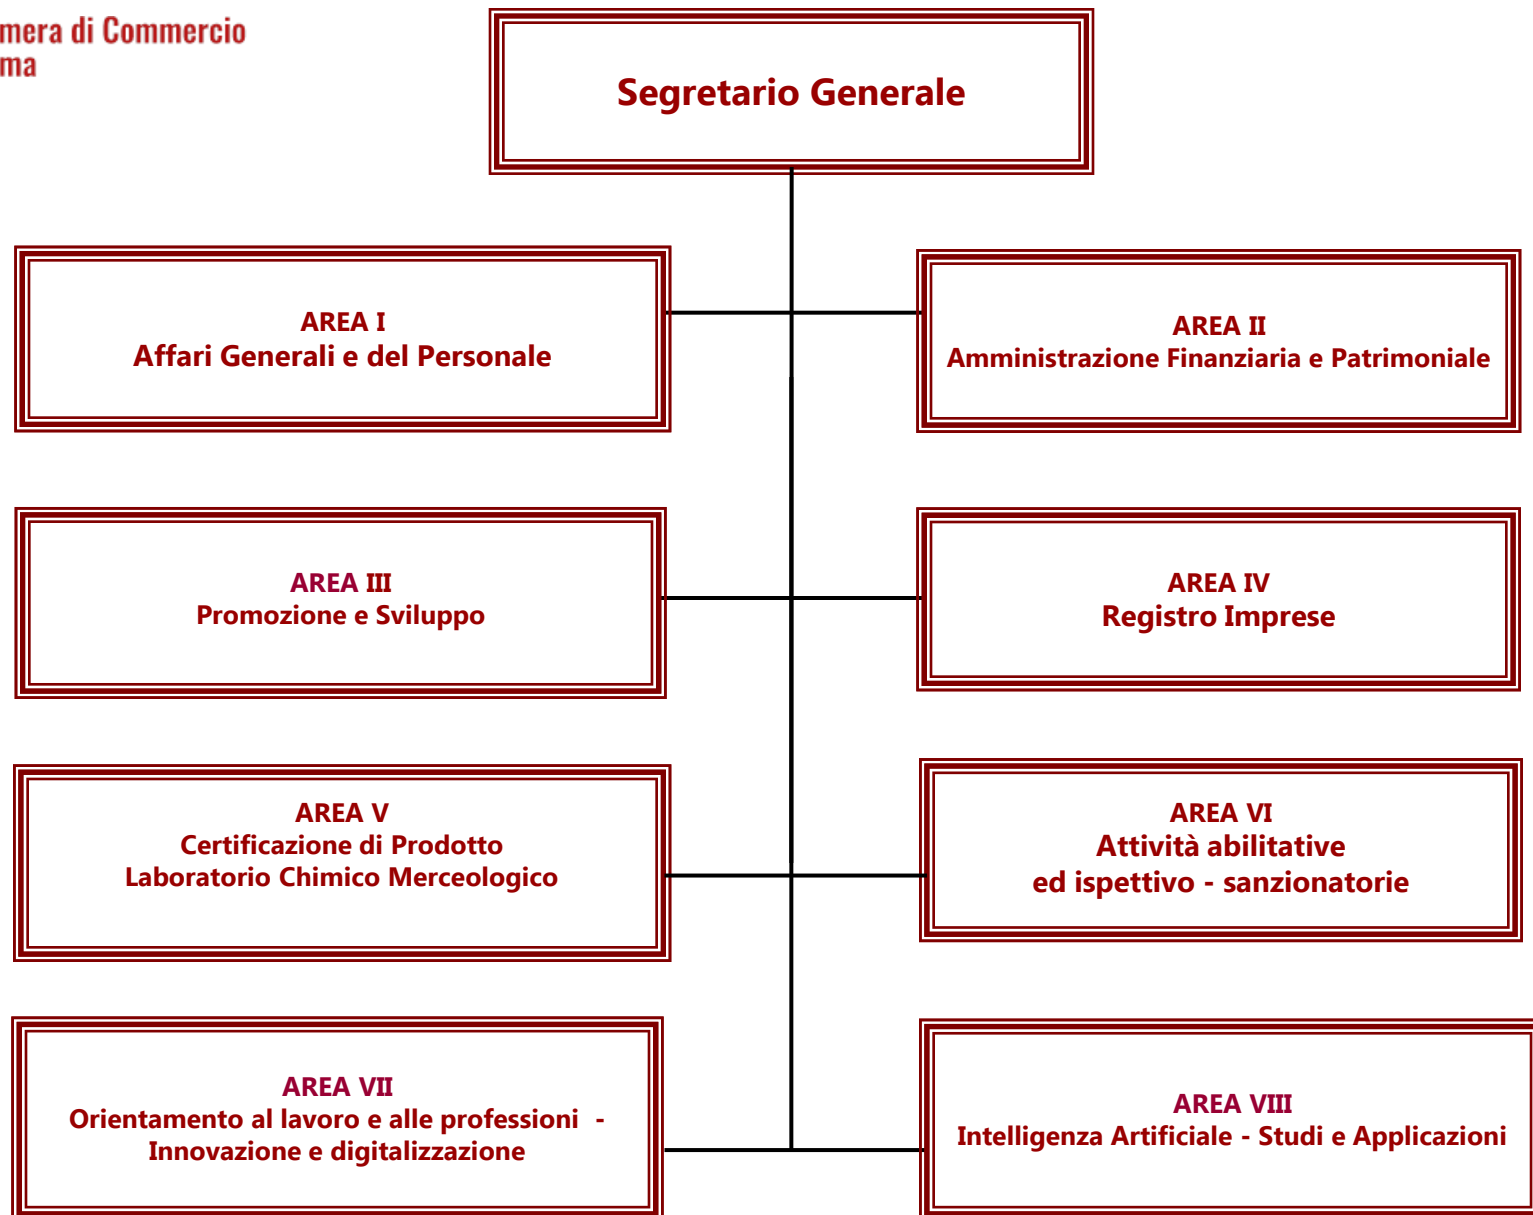 mera di Commercio
ma
Segretario Generale
AREA I
Affari Generali e del Personale
AREA II
Amministrazione Finanziaria e Patrimoniale
AREA III
Promozione e Sviluppo
AREA IV
Registro Imprese
AREA V
Certificazione di Prodotto
Laboratorio Chimico Merceologico
AREA VI
Attività abilitative
ed ispettivo - sanzionatorie
AREA VII
Orientamento al lavoro e alle professioni -
Innovazione e digitalizzazione
AREA VIII
Intelligenza Artificiale - Studi e Applicazioni